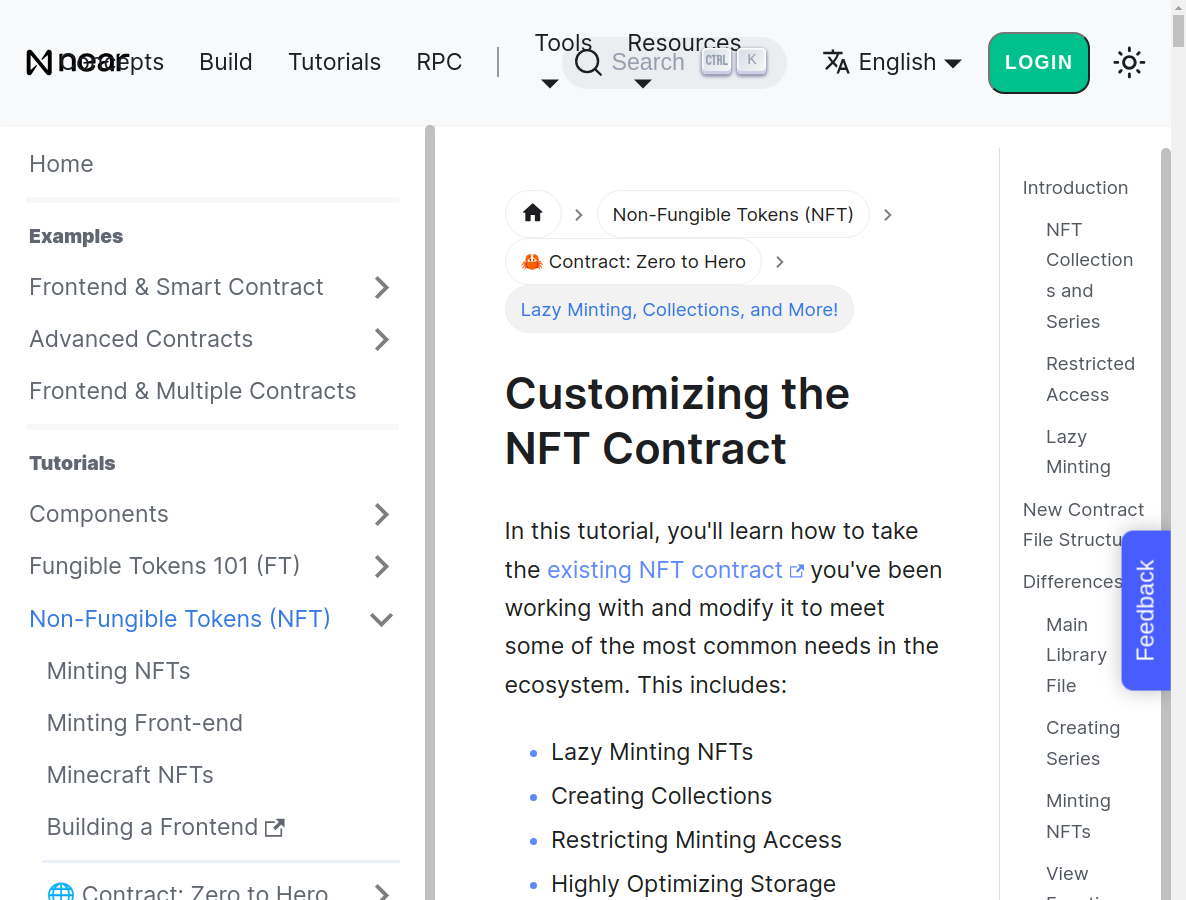 near
Concepts
Build
Tutorials
RPC
Tools
Resources
Search
CTRL
K
English
LOGIN
Home
Examples
Frontend & Smart Contract
Advanced Contracts
Frontend & Multiple Contracts
Tutorials
Components
Fungible Tokens 101 (FT)
Non-Fungible Tokens (NFT)
Minting NFTs
Minting Front-end
Minecraft NFTs
Building a Frontend
Contract: Zero to Hero
Non-Fungible Tokens (NFT)
Contract: Zero to Hero
Lazy Minting, Collections, and More!
Customizing the
NFT Contract
In this tutorial, you'll learn how to take
the existing NFT contract you've been
working with and modify it to meet
some of the most common needs in the
ecosystem. This includes:
Lazy Minting NFTs
Creating Collections
Restricting Minting Access
Highly Optimizing Storage
Introduction
NFT
Collection
s and
Series
Restricted
Access
Lazy
Minting
New Contract
File Structu
Differences
Main
Library
File
Creating
Series
Minting
NFTs
View
Feedback